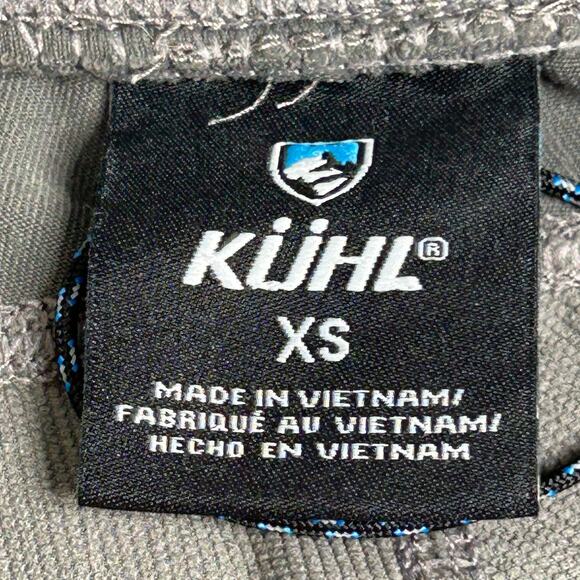 KÜHL®
XS
MADE IN VIETNAM/
FABRIQUÉ AU VIETNAM/
HECHO EN VIETNAM